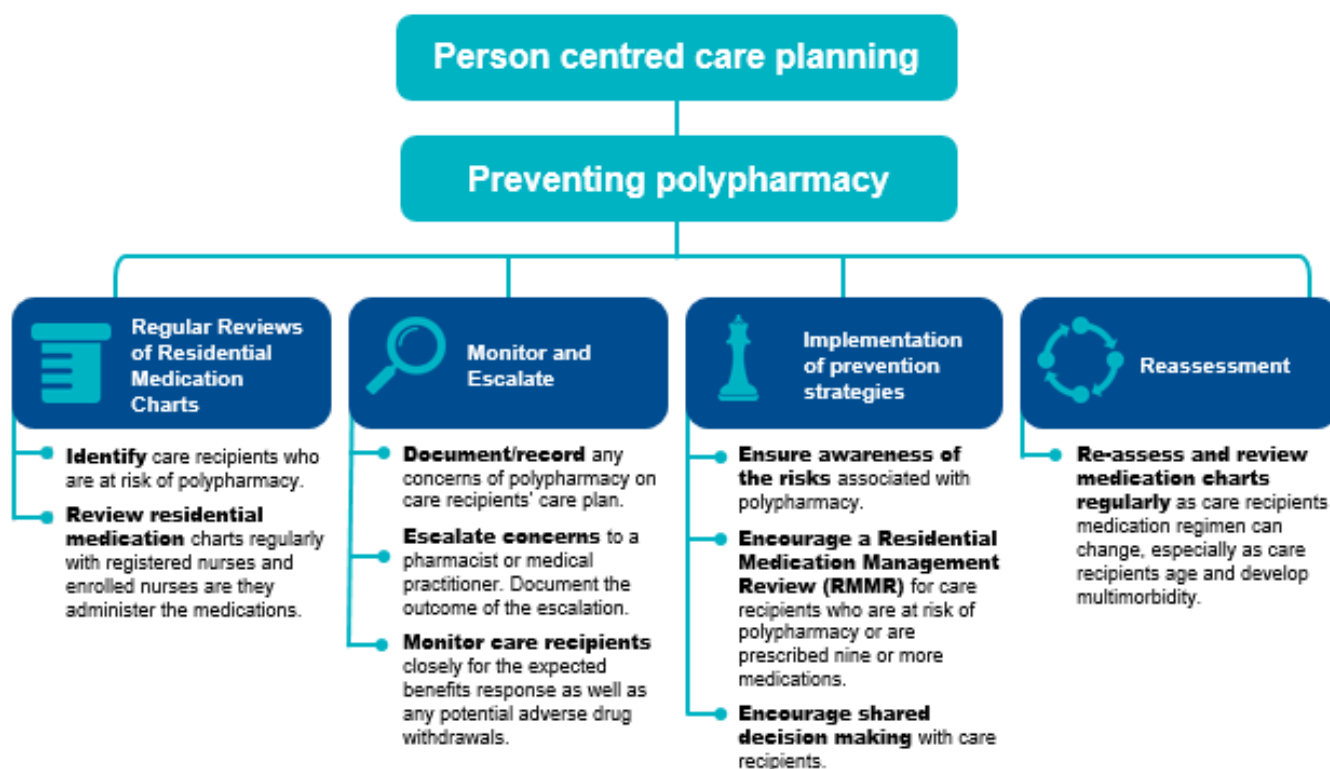 Person centred care planning
Preventing polypharmacy
Regular Reviews
of Residential
Medication
Charts
Identify care recipients who
are at risk of polypharmacy.
Review residential
medication charts regularly
with registered nurses and
enrolled nurses are they
administer the medications.
Monitor and
Escalate
Document/record any
concerns of polypharmacy on
care recipients' care plan.
Escalate concerns to a
pharmacist or medical
practitioner. Document the
outcome of the escalation.
Monitor care recipients
closely for the expected
benefits response as well as
any potential adverse drug
withdrawals.
Implementation
of prevention
strategies
Ensure awareness of
the risks associated with
polypharmacy.
Encourage a Residential
Medication Management
Review (RMMR) for care
recipients who are at risk of
polypharmacy or are
prescribed nine or more
medications.
Encourage shared
decision making with care
recipients.
Reassessment
Re-assess and review
medication charts
regularly as care recipients
medication regimen can
change, especially as care
recipients age and develop
multimorbidity.